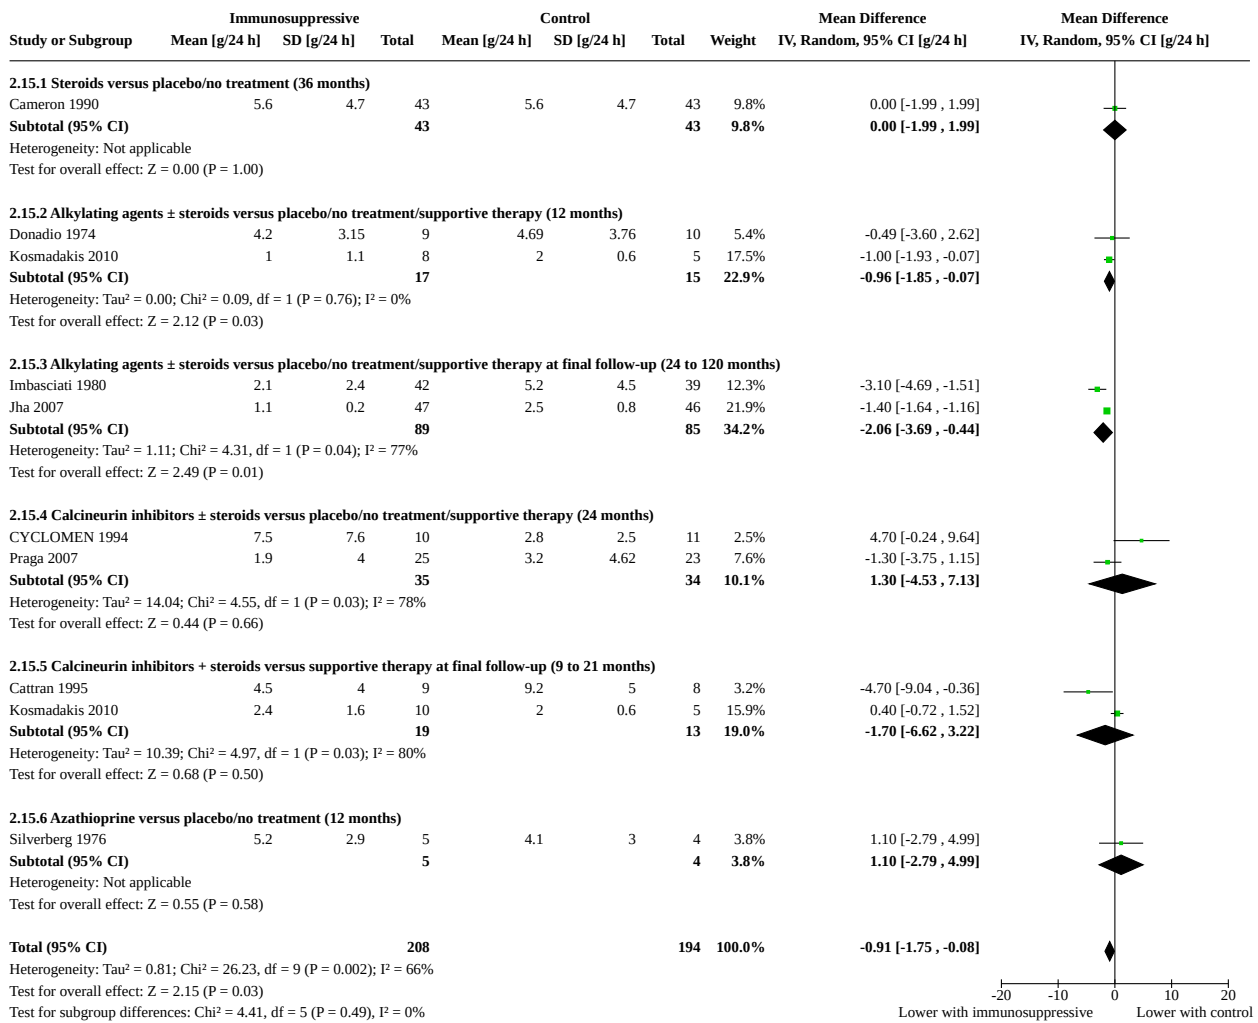 Immunosuppressive Control Mean Difference Mean Difference
Study or Subgroup Mean [g/24 h] SD [g/24 h] Total Mean [g/24 h] SD [g/24 h] Total Weight IV, Random, 95% CI [g/24 h] IV, Random, 95% CI [g/24 h]
2.15.1 Steroids versus placebo/no treatment (36 months)
Cameron 1990 5.6 4.7 43 5.6 4.7 43 9.8% 0.00 [-1.99 , 1.99]
Subtotal (95% CI) 43 43 9.8% 0.00 [-1.99 , 1.99]
Heterogeneity: Not applicable
Test for overall effect: Z = 0.00 (P = 1.00)
2.15.2 Alkylating agents ± steroids versus placebo/no treatment/supportive therapy (12 months)
Donadio 1974 4.2 3.15 9 4.69 3.76 10 5.4% -0.49 [-3.60 , 2.62]
Kosmadakis 2010 1 1.1 8 2 0.6 5 17.5% -1.00 [-1.93 , -0.07]
Subtotal (95% CI) 17 15 22.9% -0.96 [-1.85 , -0.07]
Heterogeneity: Tau² = 0.00; Chi² = 0.09, df = 1 (P = 0.76); I² = 0%
Test for overall effect: Z = 2.12 (P = 0.03)
2.15.3 Alkylating agents ± steroids versus placebo/no treatment/supportive therapy at final follow-up (24 to 120 months)
Imbasciati 1980 2.1 2.4 42 5.2 4.5 39 12.3% -3.10 [-4.69 , -1.51]
Jha 2007 1.1 0.2 47 2.5 0.8 46 21.9% -1.40 [-1.64 , -1.16]
Subtotal (95% CI) 89 85 34.2% -2.06 [-3.69 , -0.44]
Heterogeneity: Tau² = 1.11; Chi² = 4.31, df = 1 (P = 0.04); I² = 77%
Test for overall effect: Z = 2.49 (P = 0.01)
2.15.4 Calcineurin inhibitors ± steroids versus placebo/no treatment/supportive therapy (24 months)
CYCLOMEN 1994 7.5 7.6 10 2.8 2.5 11 2.5% 4.70 [-0.24 , 9.64]
Praga 2007 1.9 4 25 3.2 4.62 23 7.6% -1.30 [-3.75 , 1.15]
Subtotal (95% CI) 35 34 10.1% 1.30 [-4.53 , 7.13]
Heterogeneity: Tau² = 14.04; Chi² = 4.55, df = 1 (P = 0.03); I² = 78%
Test for overall effect: Z = 0.44 (P = 0.66)
2.15.5 Calcineurin inhibitors + steroids versus supportive therapy at final follow-up (9 to 21 months)
Cattran 1995 4.5 4 9 9.2 5 8 3.2% -4.70 [-9.04 , -0.36]
Kosmadakis 2010 2.4 1.6 10 2 0.6 5 15.9% 0.40 [-0.72 , 1.52]
Subtotal (95% CI) 19 13 19.0% -1.70 [-6.62 , 3.22]
Heterogeneity: Tau² = 10.39; Chi² = 4.97, df = 1 (P = 0.03); I² = 80%
Test for overall effect: Z = 0.68 (P = 0.50)
2.15.6 Azathioprine versus placebo/no treatment (12 months)
Silverberg 1976 5.2 2.9 5 4.1 3 4 3.8% 1.10 [-2.79 , 4.99]
Subtotal (95% CI) 5 4 3.8% 1.10 [-2.79 , 4.99]
Heterogeneity: Not applicable
Test for overall effect: Z = 0.55 (P = 0.58)
Total (95% CI) 208 194 100.0% -0.91 [-1.75 , -0.08]
Heterogeneity: Tau² = 0.81; Chi² = 26.23, df = 9 (P = 0.002); I² = 66%
Test for overall effect: Z = 2.15 (P = 0.03) -20 -10 0 10 20
Test for subgroup differences: Chi² = 4.41, df = 5 (P = 0.49), I² = 0% Lower with immunosuppressive Lower with control